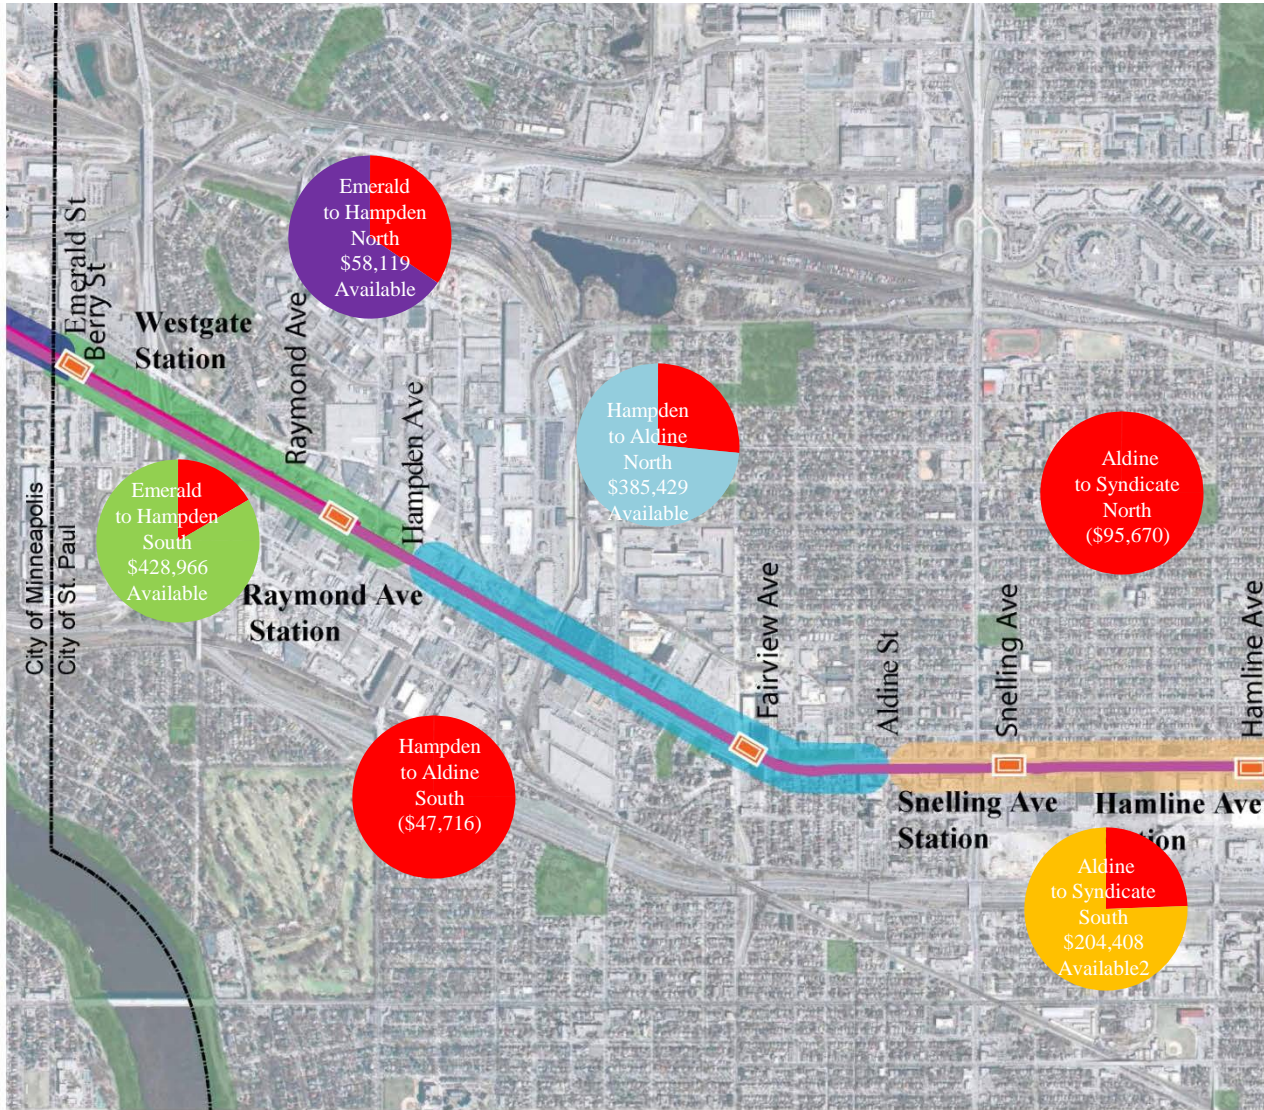 Emerald
to Hampden
North
$58,119
Available
Emerald St
Berry St
Westgate
Station
Raymond Ave
Hampden Ave
Hampden
to Aldine
North
$385,429
Available
Aldine
to Syndicate
North
($95,670)
Emerald
to Hampden
South
$428,966
Available
City of Minneapolis
City of St. Paul
Raymond Ave
Station
Fairview Ave
Aldine St
Snelling Ave
Hamline Ave
Hampden
to Aldine
South
($47,716)
Snelling Ave
Station
Hamline Ave
tion
Aldine
to Syndicate
South
$204,408
Available2